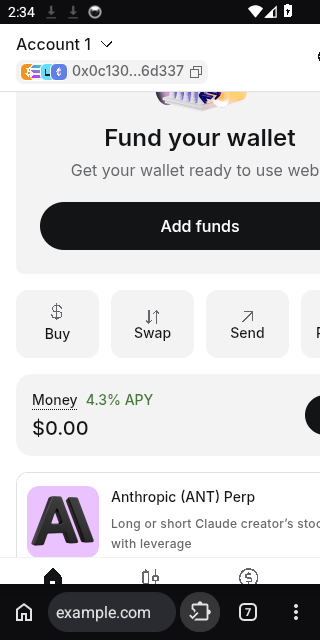 2:34
Account 1
0x0c130...6d337
Fund your wallet
Get your wallet ready to use web
Add funds
Buy
Swap
Send
Money 4.3% APY
$0.00
Anthropic (ANT) Perp
Long or short Claude creator's stoc
with leverage
example.com
7